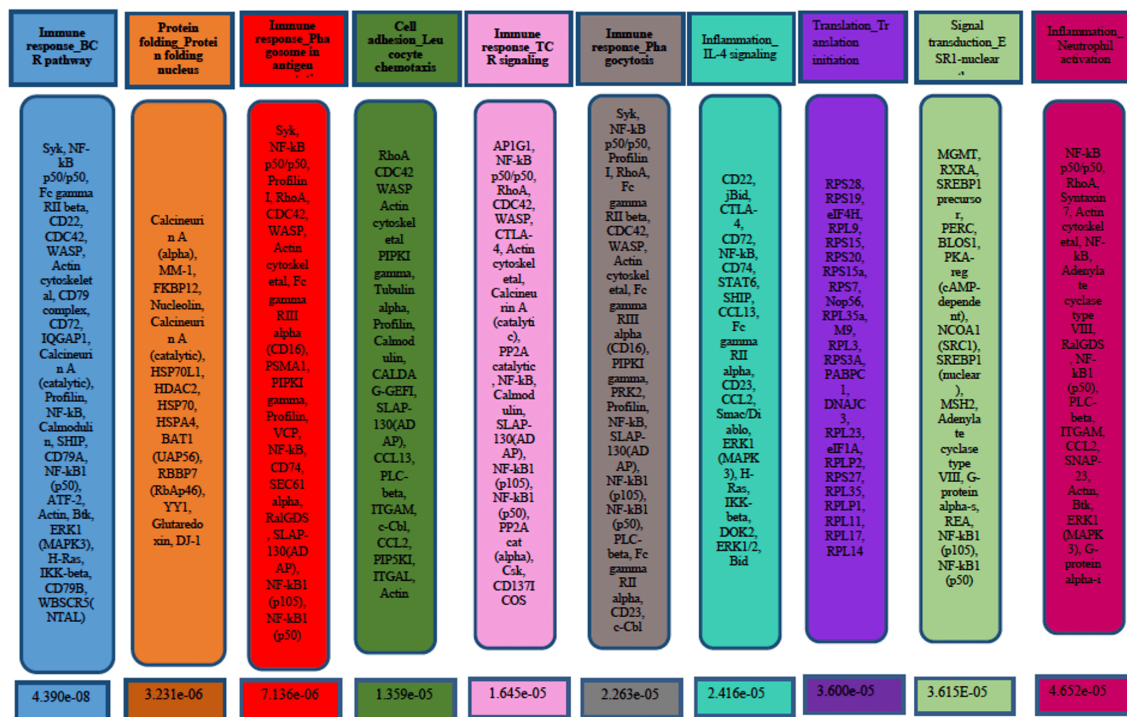 Immune
response_BC
R pathway
Protein
folding_Protei
n folding
nucleus
Immune
response_Pha
gosome in
antigen
Cell
adhesion_Leu
cocyte
chemotaxis
Immune
response_TC
R signaling
Immune
response_Pha
gocytosis
Inflammation_
IL-4 signaling
Translation_Tr
anslation
initiation
Signal
transduction_E
SR1-nuclear
Inflammation_
Neutrophil
activation
Syk, NF-
kB
p50/p50,
Fc gamma
RII beta,
CD22,
CDC42,
WASP,
Actin
cytoskelet
al, CD79
complex,
CD72,
IQGAP1,
Calcineuri
n A
(catalytic),
Profilin,
NF-kB,
Calmoduli
n, SHIP,
CD79A,
NF-kB1
(p50),
ATF-2,
Actin, Btk,
ERK1
(MAPK3),
H-Ras,
IKK-beta,
CD79B,
WBSCR5(
NTAL)
Calcineuri
n A
(alpha),
MM-1,
FKBP12,
Nucleolin,
Calcineuri
n A
(catalytic),
HSP70L1,
HDAC2,
HSP70,
HSPA4,
BAT1
(UAP56),
RBBP7
(RbAp46),
YY1,
Glutaredo
xin, DJ-1
Syk,
NF-kB
p50/p50,
Profilin
I, RhoA,
CDC42,
WASP,
Actin
cytoskel
etal, Fc
gamma
RIII
alpha
(CD16),
PSMA1,
PIPKI
gamma,
Profilin,
VCP,
NF-kB,
CD74,
SEC61
alpha,
RalGDS
, SLAP-
130(AD
AP),
NF-kB1
(p105),
NF-kB1
(p50)
RhoA
CDC42
WASP
Actin
cytoskel
etal
PIPKI
gamma,
Tubulin
alpha,
Profilin,
Calmod
ulin,
CALDA
G-GEFI,
SLAP-
130(AD
AP),
CCL13,
PLC-
beta,
ITGAM,
c-Cbl,
CCL2,
PIP5KI,
ITGAL,
Actin
AP1G1,
NF-kB
p50/p50,
RhoA,
CDC42,
WASP,
CTLA-
4, Actin
cytoskel
etal,
Calcineu
rin A
(catalyti
c),
PP2A
catalytic
, NF-kB,
Calmod
ulin,
SLAP-
130(AD
AP),
NF-kB1
(p105),
NF-kB1
(p50),
PP2A
cat
(alpha),
Csk,
CD137I
COS
Syk,
NF-kB
p50/p50,
Profilin
I, RhoA,
Fc
gamma
RII beta,
CDC42,
WASP,
Actin
cytoskel
etal, Fc
gamma
RIII
alpha
(CD16),
PIPKI
gamma,
PRK2,
Profilin,
NF-kB,
SLAP-
130(AD
AP),
NF-kB1
(p105),
NF-kB1
(p50),
PLC-
beta, Fc
gamma
RII
alpha,
CD23,
c-Cbl
CD22,
jBid,
CTLA-
4,
CD72,
NF-kB,
CD74,
STAT6,
SHIP,
CCL13,
Fc
gamma
RII
alpha,
CD23,
CCL2,
Smac/Di
ablo,
ERK1
(MAPK
3), H-
Ras,
IKK-
beta,
DOK2,
ERK1/2,
Bid
RPS28,
RPS19,
eIF4H,
RPL9,
RPS15,
RPS20,
RPS15a,
RPS7,
Nop56,
RPL35a,
M9,
RPL3,
RPS3A,
PABPC
1,
DNAJC
3,
RPL23,
eIF1A,
RPLP2,
RPS27,
RPL35,
RPLP1,
RPL11,
RPL17,
RPL14
MGMT,
RXRA,
SREBP1
precurso
r,
PERC,
BLOS1,
PKA-
reg
(cAMP-
depende
nt),
NCOA1
(SRC1),
SREBP1
(nuclear
),
MSH2,
Adenyla
te
cyclase
type
VIII, G-
protein
alpha-s,
REA,
NF-kB1
(p105),
NF-kB1
(p50)
NF-kB
p50/p50,
RhoA,
Syntaxin
7, Actin
cytoskel
etal, NF-
kB,
Adenylat
e
cyclase
type
VIII,
RalGDS
, NF-
kB1
(p50),
PLC-
beta,
ITGAM,
CCL2,
SNAP-
23,
Actin,
Btk,
ERK1
(MAPK
3), G-
protein
alpha-i
4.390e-08
3.231e-06
7.136e-06
1.359e-05
1.645e-05
2.263e-05
2.416e-05
3.600e-05
3.615E-05
4.652e-05